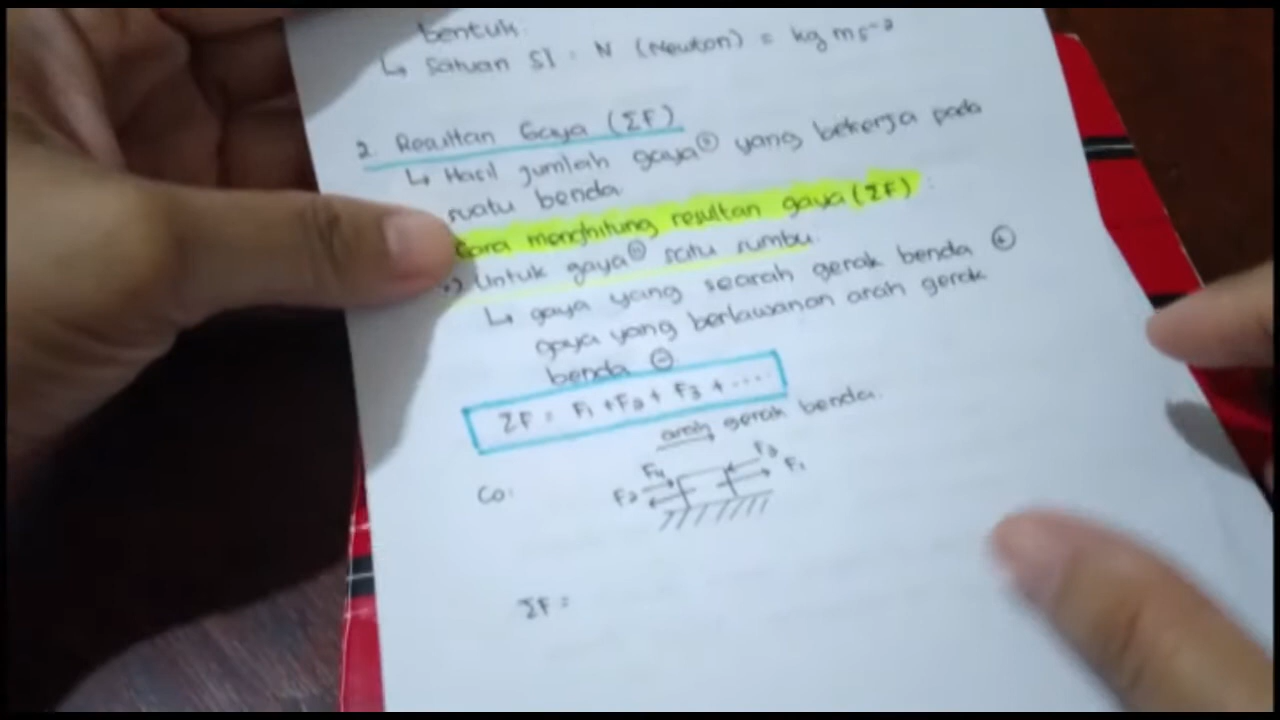 bentuk.
↳ Satuan SI : N (Newton) = kg ms⁻²
2. Resultan Gaya (ΣF)
↳ Hasil jumlah gaya② yang bekerja pada
suatu benda.
Cara menghitung resultan gaya (ΣF) :
Untuk gaya② satu sumbu.
↳ gaya yang searah gerak benda ⊕
gaya yang berlawanan arah gerak
benda ⊖
ΣF = F₁ + F₂ + F₃ + ....
arah gerak benda.
F₄ F₃
F₂ F₁
Co:
ΣF =